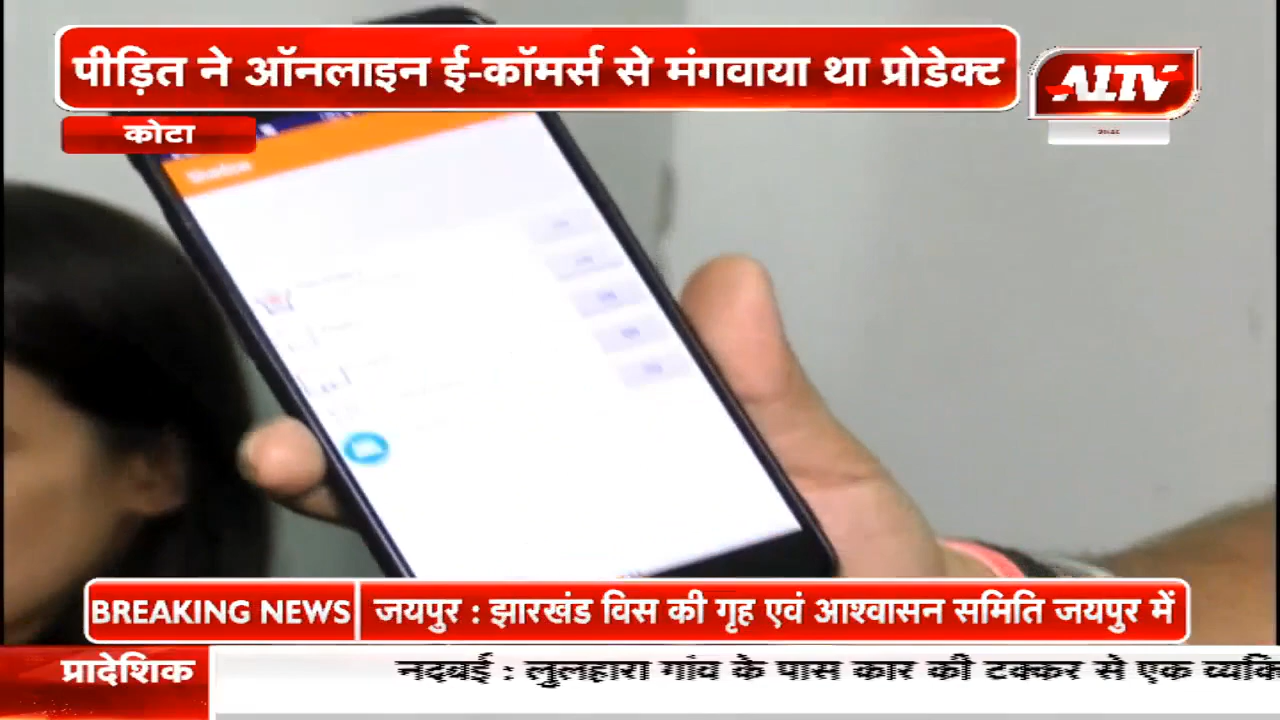 पीड़ित ने ऑनलाइन ई-कॉमर्स से मंगवाया था प्रोडेक्ट
ALTV
कोटा
BREAKING NEWS
जयपुर : झारखंड विस की गृह एवं आश्वासन समिति जयपुर में
प्रादेशिक
नदबई : लुलहारा गांव के पास कार की टक्कर से एक